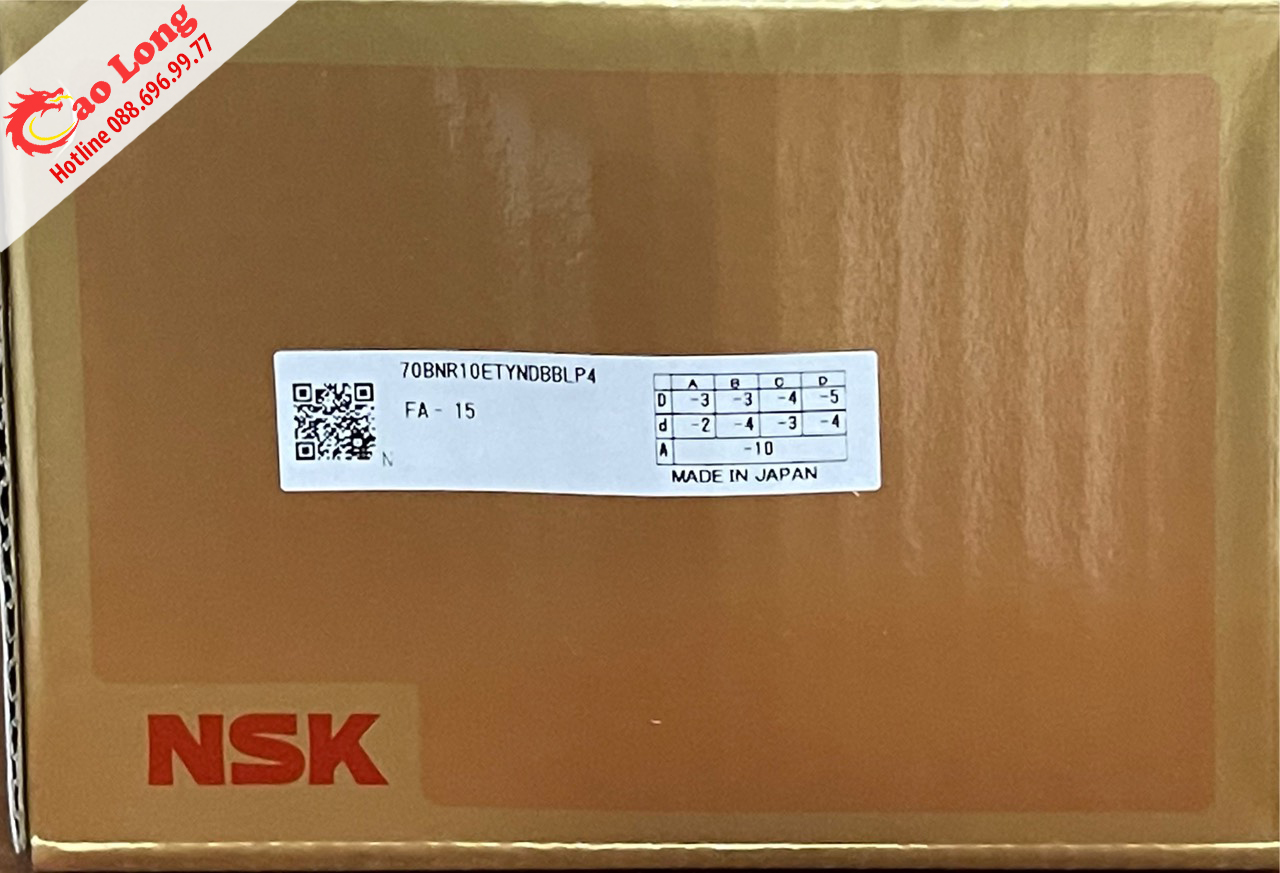 Cao Long
Hotline 088.696.99.77
70BNR10ETYNDBBLP4
FA - 15
N
A B C D
D -3 -3 -4 -5
d -2 -4 -3 -4
A -10
MADE IN JAPAN
NSK